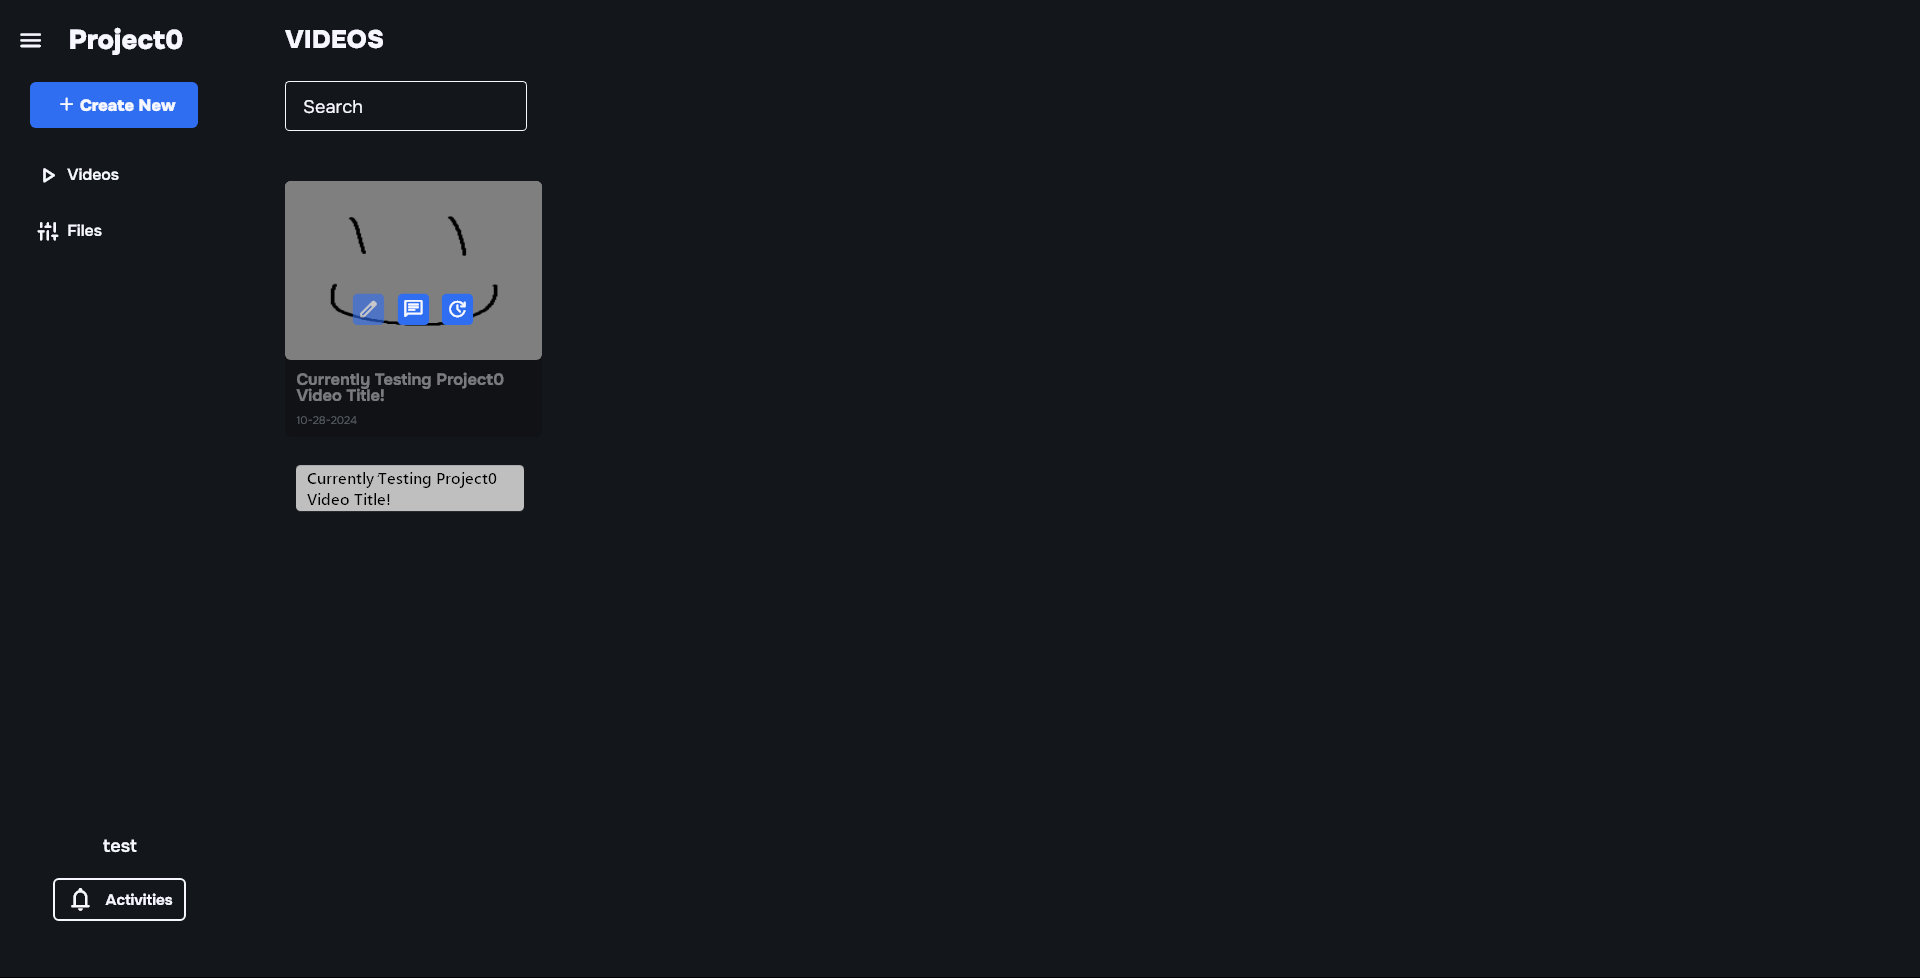 Project0
Create New
Videos
Files
test
Activities
VIDEOS
Search
Currently Testing Project0
Video Title!
10-28-2024
Currently Testing Project0
Video Title!